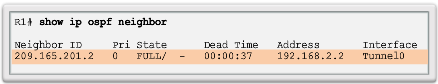 R1# show ip ospf neighbor
Neighbor ID Pri State Dead Time Address Interface
209.165.201.2 0 FULL/ - 00:00:37 192.168.2.2 Tunnel0